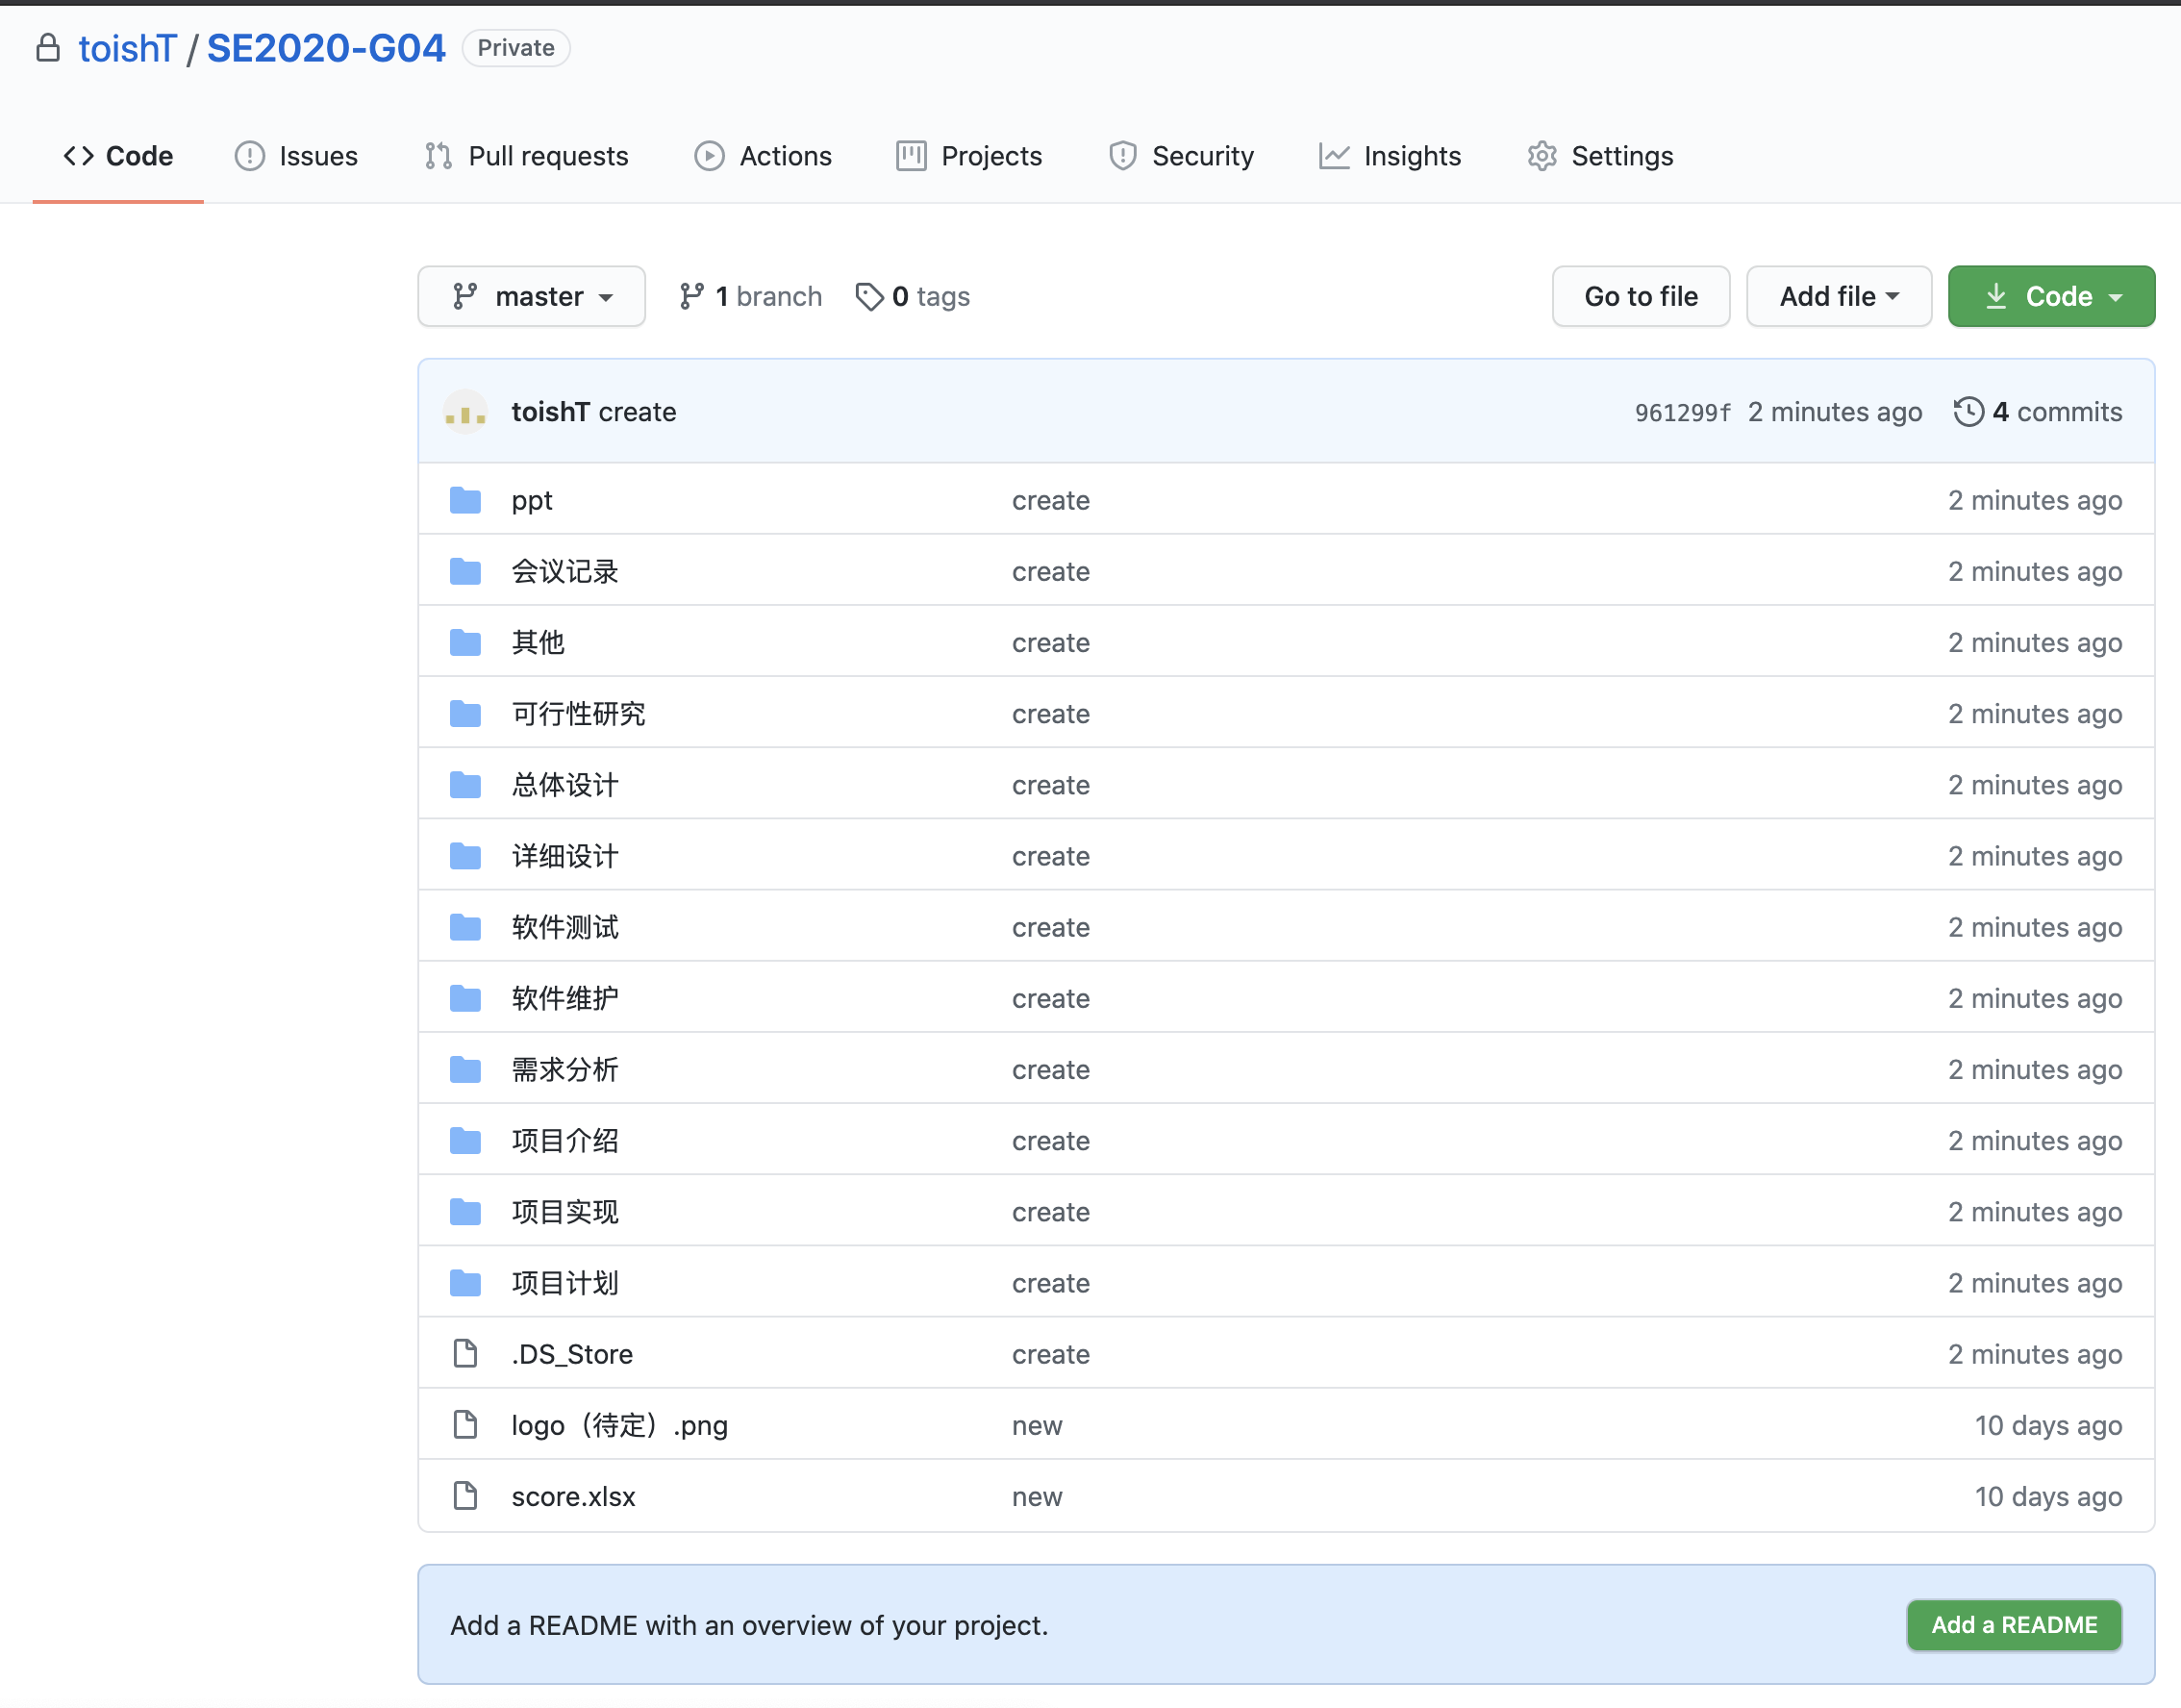 toishT / SE2020-G04 Private
Code Issues Pull requests Actions Projects Security Insights Settings
master 1 branch 0 tags Go to file Add file Code
toishT create 961299f 2 minutes ago 4 commits
ppt create 2 minutes ago
会议记录 create 2 minutes ago
其他 create 2 minutes ago
可行性研究 create 2 minutes ago
总体设计 create 2 minutes ago
详细设计 create 2 minutes ago
软件测试 create 2 minutes ago
软件维护 create 2 minutes ago
需求分析 create 2 minutes ago
项目介绍 create 2 minutes ago
项目实现 create 2 minutes ago
项目计划 create 2 minutes ago
.DS_Store create 2 minutes ago
logo（待定）.png new 10 days ago
score.xlsx new 10 days ago
Add a README with an overview of your project. Add a README